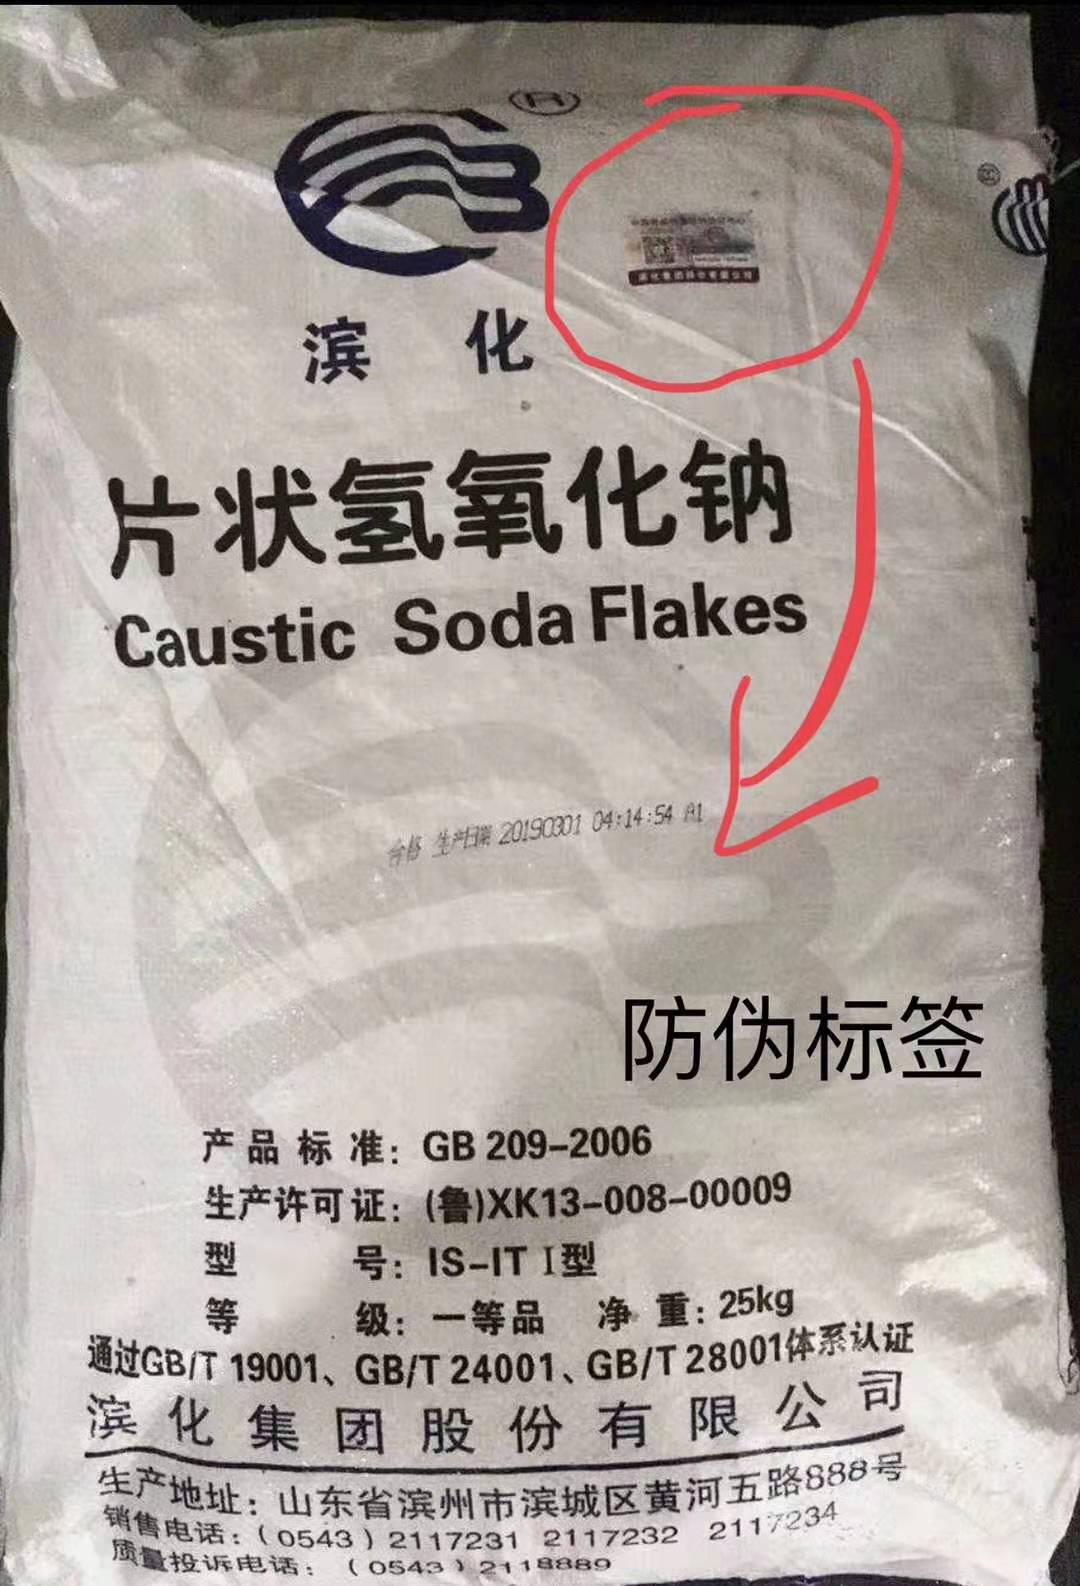 ®
滨化
片状氢氧化钠
Caustic Soda Flakes
合格 生产日期 20190301 04:14:54 A1
防伪标签
产品标准：GB 209-2006
生产许可证：(鲁)XK13-008-00009
型号：IS-IT I型
等级：一等品 净重：25kg
通过GB/T 19001、GB/T 24001、GB/T 28001体系认证
滨化集团股份有限公司
生产地址：山东省滨州市滨城区黄河五路888号
销售电话：(0543) 2117231 2117232 2117234
质量投诉电话：(0543) 2118889